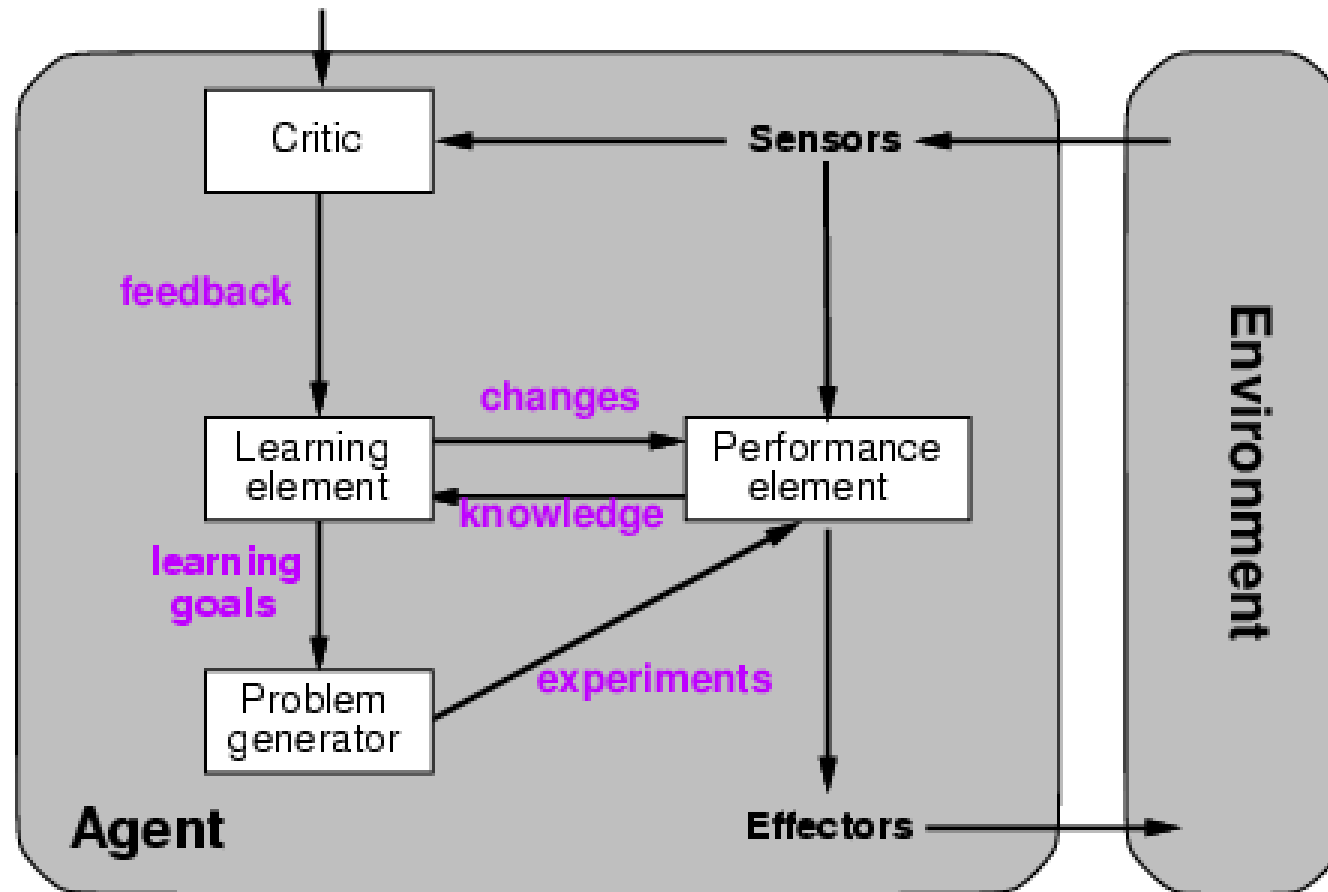 Critic
Sensors
feedback
changes
Learning
element
Performance
element
knowledge
learning
goals
experiments
Problem
generator
Agent
Effectors
Environment